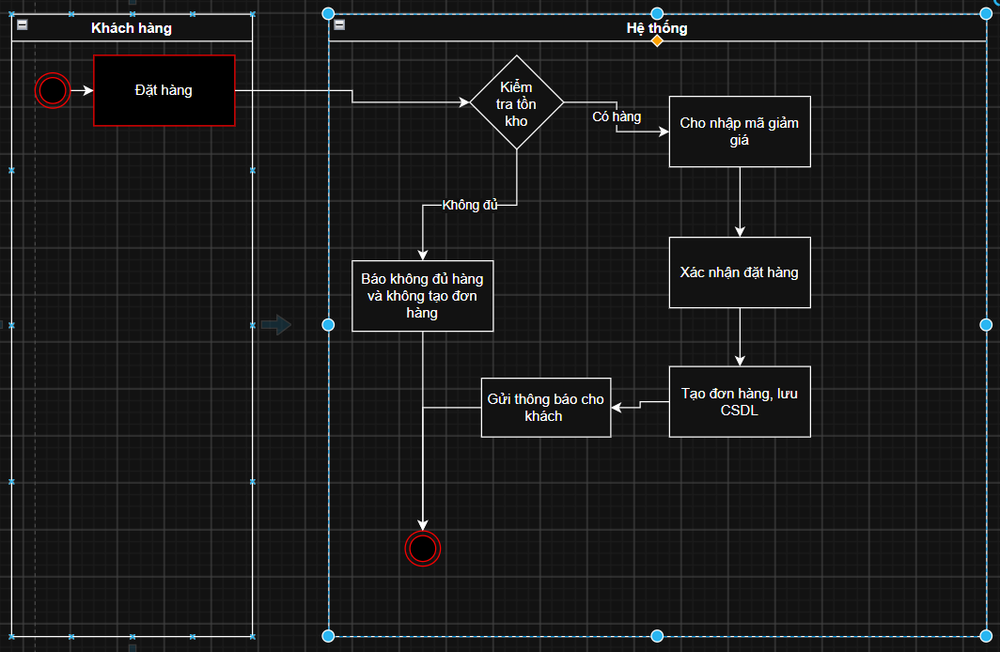 Khách hàng
Hệ thống
Đặt hàng
Kiểm
tra tồn
kho
Có hàng
Cho nhập mã giảm
giá
Không đủ
Báo không đủ hàng
và không tạo đơn
hàng
Xác nhận đặt hàng
Gửi thông báo cho
khách
Tạo đơn hàng, lưu
CSDL